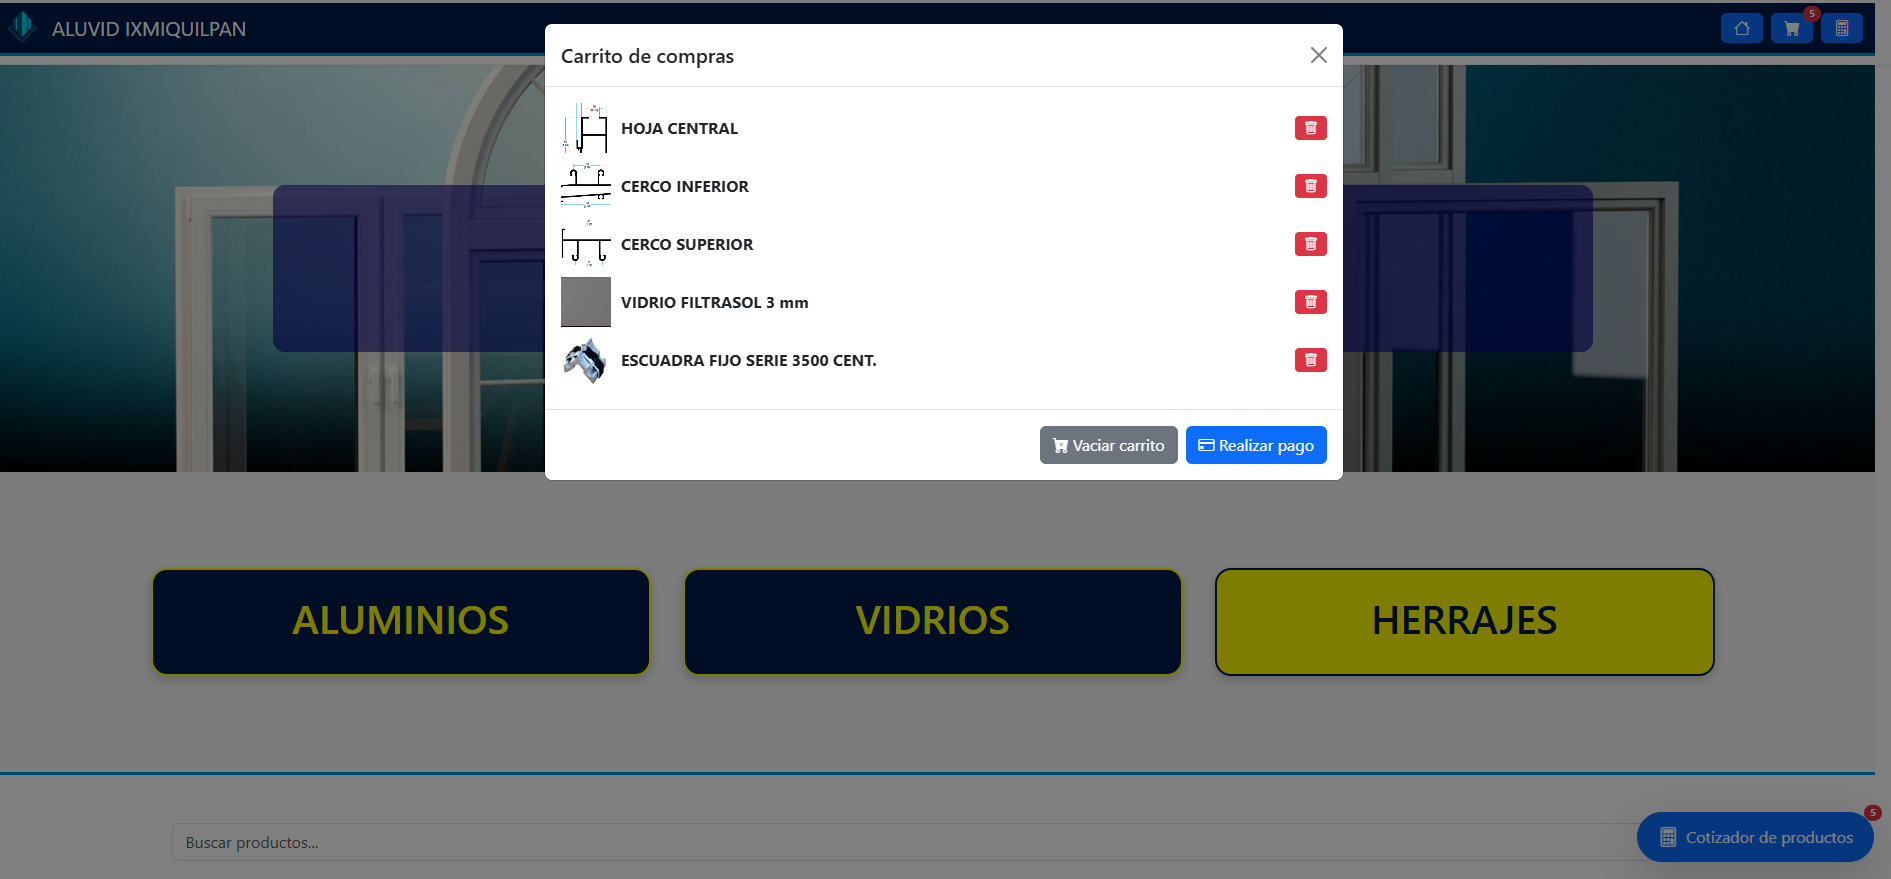 ALUVID IXMIQUILPAN
5
Carrito de compras
HOJA CENTRAL
CERCO INFERIOR
CERCO SUPERIOR
VIDRIO FILTRASOL 3 mm
ESCUADRA FIJO SERIE 3500 CENT.
Vaciar carrito
Realizar pago
ALUMINIOS
VIDRIOS
HERRAJES
Buscar productos...
5
Cotizador de productos